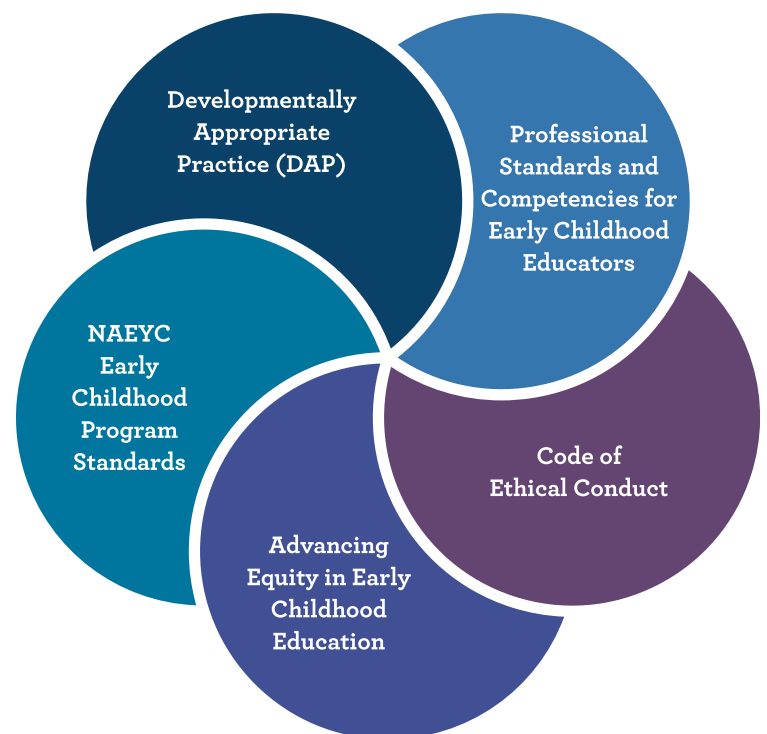 Developmentally
Appropriate
Practice (DAP)
Professional
Standards and
Competencies for
Early Childhood
Educators
NAEYC
Early
Childhood
Program
Standards
Code of
Ethical Conduct
Advancing
Equity in Early
Childhood
Education